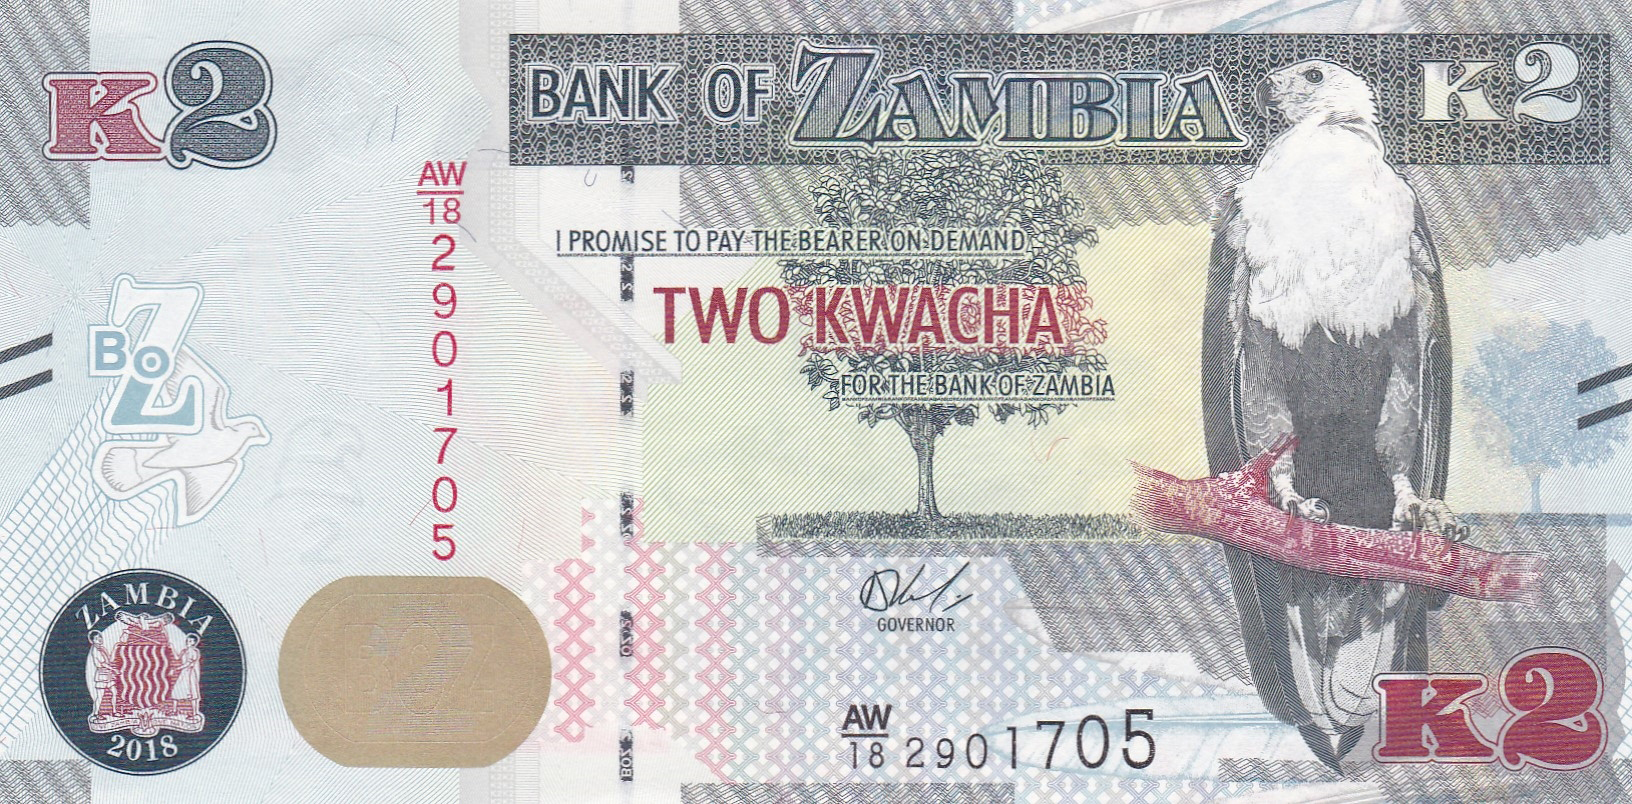 K2
BANK OF ZAMBIA
K2
AW
18
2901705
I PROMISE TO PAY THE BEARER ON DEMAND
TWO KWACHA
FOR THE BANK OF ZAMBIA
BoZ
GOVERNOR
ZAMBIA
2018
K2
AW
18 2901705
K2